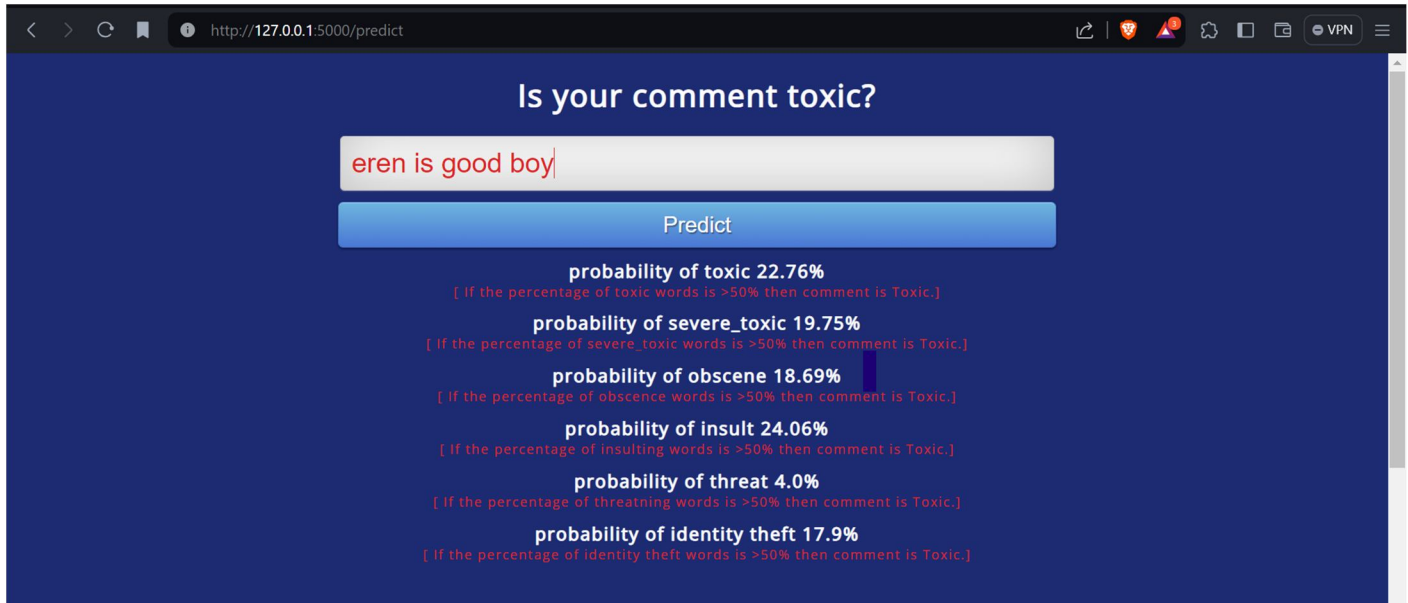 http://127.0.0.1:5000/predict
3
VPN
Is your comment toxic?
eren is good boy
Predict
probability of toxic 22.76%
[ If the percentage of toxic words is >50% then comment is Toxic.]
probability of severe_toxic 19.75%
[ If the percentage of severe_toxic words is >50% then comment is Toxic.]
probability of obscene 18.69%
[ If the percentage of obscence words is >50% then comment is Toxic.]
probability of insult 24.06%
[ If the percentage of insulting words is >50% then comment is Toxic.]
probability of threat 4.0%
[ If the percentage of threatning words is >50% then comment is Toxic.]
probability of identity theft 17.9%
[ If the percentage of identity theft words is >50% then comment is Toxic.]